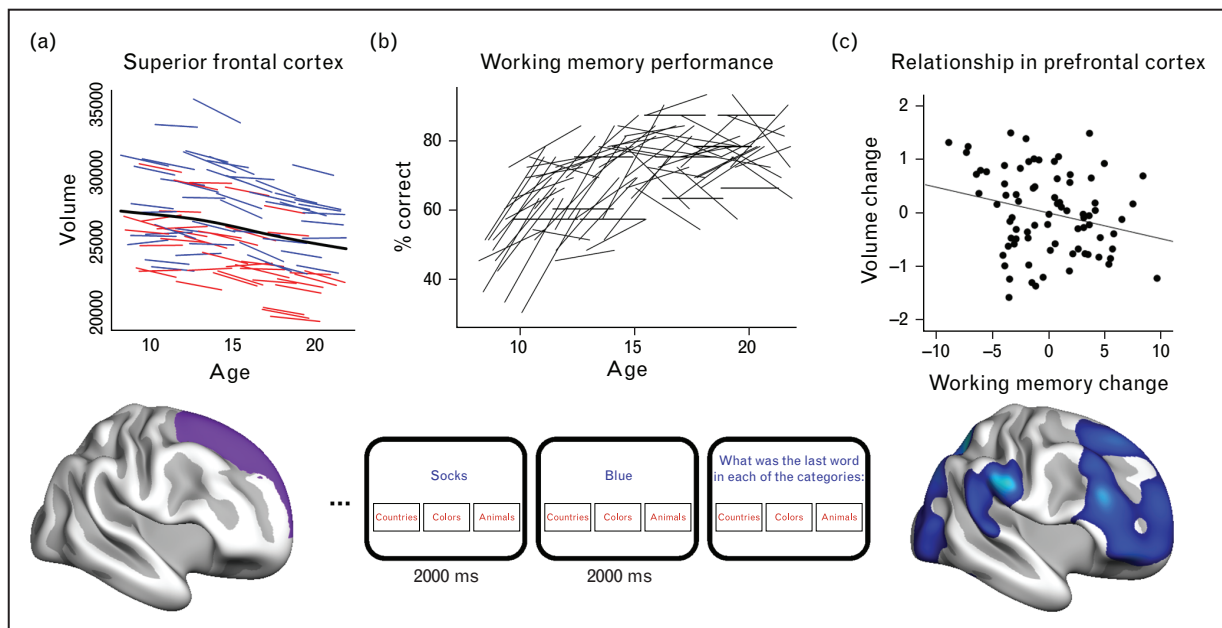 (a)
Superior frontal cortex
Volume
35000
30000
25000
20000
10
15
20
Age
(b)
Working memory performance
% correct
80
60
40
10
15
20
Age
(c)
Relationship in prefrontal cortex
Volume change
2
1
0
−1
−2
−10
−5
0
5
10
Working memory change
...
Socks
Countries
Colors
Animals
2000 ms
Blue
Countries
Colors
Animals
2000 ms
What was the last word
in each of the categories:
Countries
Colors
Animals